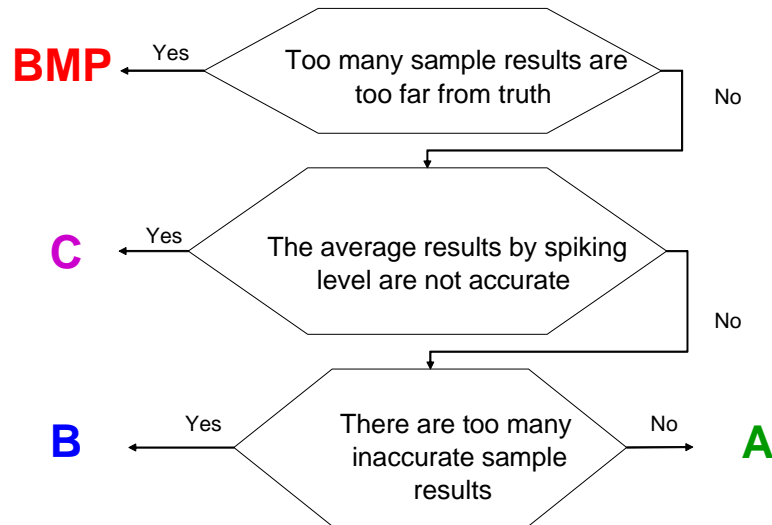 BMP
Yes
Too many sample results are
too far from truth
No
C
Yes
The average results by spiking
level are not accurate
No
B
Yes
There are too many
inaccurate sample
results
No
A